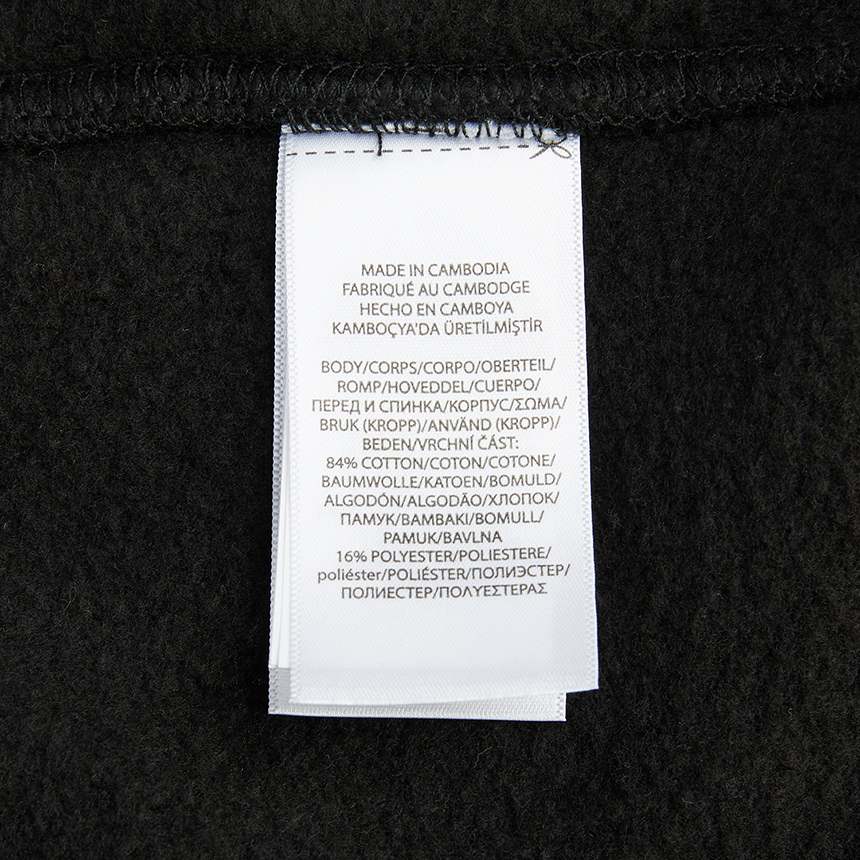 MADE IN CAMBODIA
FABRIQUÉ AU CAMBODGE
HECHO EN CAMBOYA
KAMBOÇYA'DA ÜRETİLMİŞTİR
BODY/CORPS/CORPO/OBERTEIL/
ROMP/HOVEDDEL/CUERPO/
ПЕРЕД И СПИНКА/КОРПУС/ΣΩΜΑ/
BRUK (KROPP)/ANVÄND (KROPP)/
BEDEN/VRCHNÍ ČÁST:
84% COTTON/COTON/COTONE/
BAUMWOLLE/KATOEN/BOMULD/
ALGODÓN/ALGODÃO/ХЛОПОК/
ПАМУК/BAMBAKI/BOMULL/
PAMUK/BAVLNA
16% POLYESTER/POLIESTERE/
poliéster/POLIÉSTER/ПОЛИЭСТЕР/
ПОЛИЕСТЕР/ΠΟΛΥΕΣΤΕΡΑΣ